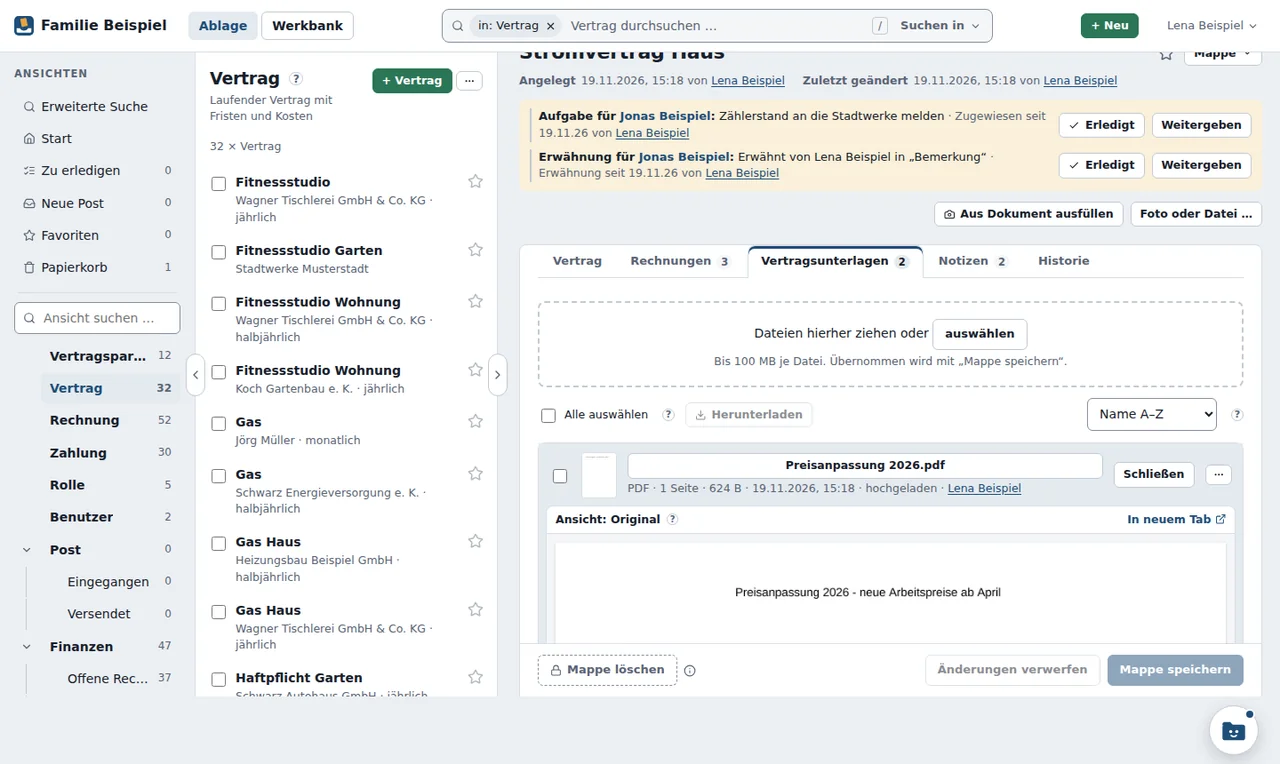 Familie Beispiel
Ablage
Werkbank
in: Vertrag ×
Vertrag durchsuchen …
/
Suchen in
+ Neu
Lena Beispiel
ANSICHTEN
Erweiterte Suche
Start
Zu erledigen 0
Neue Post 0
Favoriten 0
Papierkorb 1
Ansicht suchen …
Vertragspar… 12
Vertrag 32
Rechnung 52
Zahlung 30
Rolle 5
Benutzer 2
Post 0
Eingegangen 0
Versendet 0
Finanzen 47
Offene Rec… 37
Vertrag ?
+ Vertrag
…
Laufender Vertrag mit
Fristen und Kosten
32 × Vertrag
Fitnessstudio
Wagner Tischlerei GmbH & Co. KG ·
jährlich
Fitnessstudio Garten
Stadtwerke Musterstadt
Fitnessstudio Wohnung
Wagner Tischlerei GmbH & Co. KG ·
halbjährlich
Fitnessstudio Wohnung
Koch Gartenbau e. K. · jährlich
Gas
Jörg Müller · monatlich
Gas
Schwarz Energieversorgung e. K. ·
halbjährlich
Gas Haus
Heizungsbau Beispiel GmbH ·
halbjährlich
Gas Haus
Wagner Tischlerei GmbH & Co. KG ·
jährlich
Haftpflicht Garten
Schwarz Autohaus GmbH · jährlich
Stromvertrag Haus
Mappe
Angelegt 19.11.2026, 15:18 von Lena Beispiel Zuletzt geändert 19.11.2026, 15:18 von Lena Beispiel
Aufgabe für Jonas Beispiel: Zählerstand an die Stadtwerke melden · Zugewiesen seit
19.11.26 von Lena Beispiel
Erledigt
Weitergeben
Erwähnung für Jonas Beispiel: Erwähnt von Lena Beispiel in „Bemerkung“ ·
Erwähnung seit 19.11.26 von Lena Beispiel
Erledigt
Weitergeben
Aus Dokument ausfüllen
Foto oder Datei …
Vertrag
Rechnungen 3
Vertragsunterlagen 2
Notizen 2
Historie
Dateien hierher ziehen oder auswählen
Bis 100 MB je Datei. Übernommen wird mit „Mappe speichern“.
Alle auswählen ?
Herunterladen
Name A–Z
?
Preisanpassung 2026.pdf
PDF · 1 Seite · 624 B · 19.11.2026, 15:18 · hochgeladen · Lena Beispiel
Schließen
…
Ansicht: Original ?
In neuem Tab
Preisanpassung 2026 - neue Arbeitspreise ab April
Mappe löschen
Änderungen verwerfen
Mappe speichern